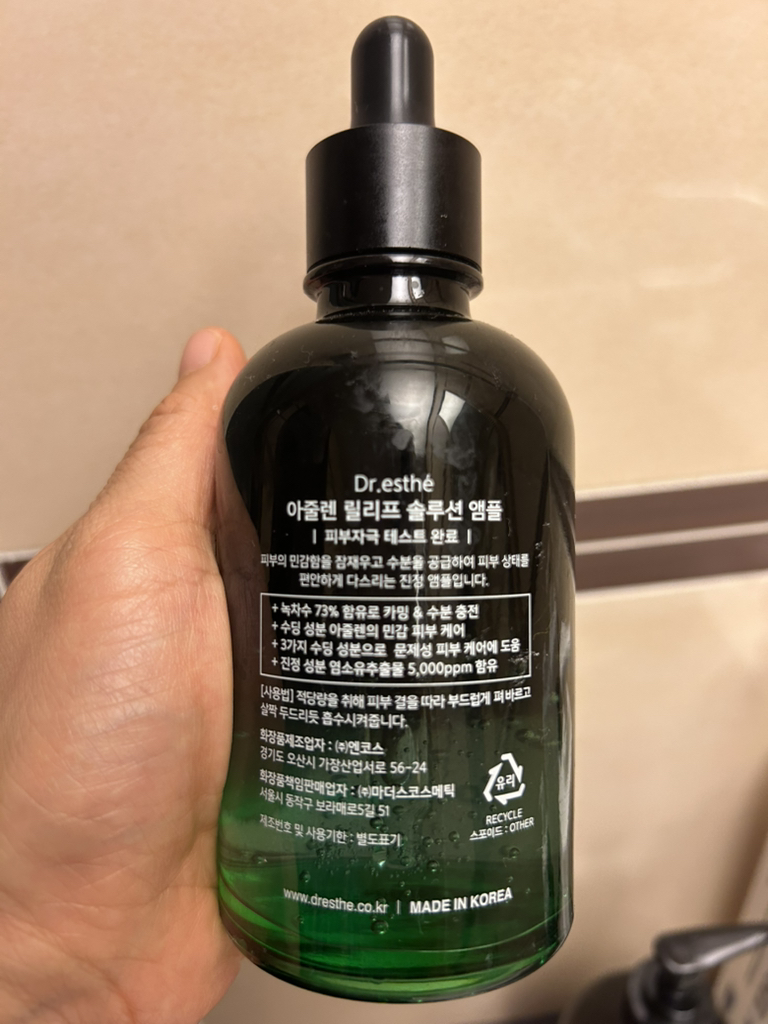 Dr.esthé
아줄렌 릴리프 솔루션 앰플
| 피부자극 테스트 완료 |
피부의 민감함을 잠재우고 수분을 공급하여 피부 상태를
편안하게 다스리는 진정 앰플입니다.
+ 녹차수 73% 함유로 카밍 & 수분 충전
+ 수딩 성분 아줄렌의 민감 피부 케어
+ 3가지 수딩 성분으로 문제성 피부 케어에 도움
+ 진정 성분 염소유추출물 5,000ppm 함유
[사용법] 적당량을 취해 피부 결을 따라 부드럽게 펴 바르고
살짝 두드리듯 흡수시켜줍니다.
화장품제조업자 : ㈜엔코스
경기도 오산시 가장산업서로 56-24
화장품책임판매업자 : ㈜마더스코스메틱
서울시 동작구 보라매로5길 51
제조번호 및 사용기한 : 별도표기
유리
RECYCLE
스포이드 : OTHER
www.dresthe.co.kr | MADE IN KOREA